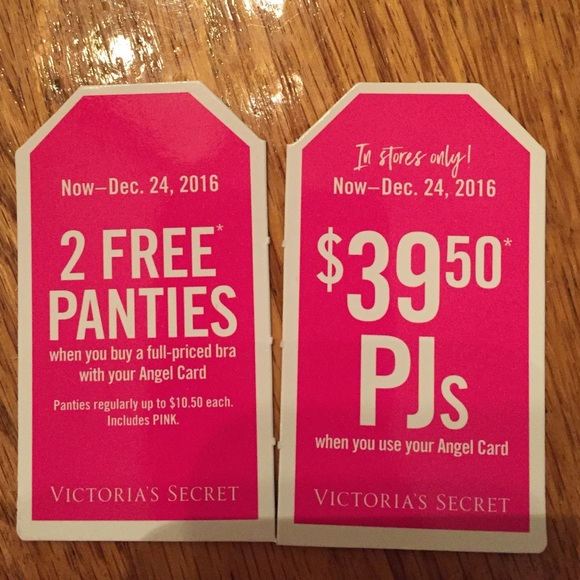 Now–Dec. 24, 2016
2 FREE*
PANTIES
when you buy a full-priced bra
with your Angel Card
Panties regularly up to $10.50 each.
Includes PINK.
VICTORIA'S SECRET
In stores only!
Now–Dec. 24, 2016
$3950*
PJs
when you use your Angel Card
VICTORIA'S SECRET